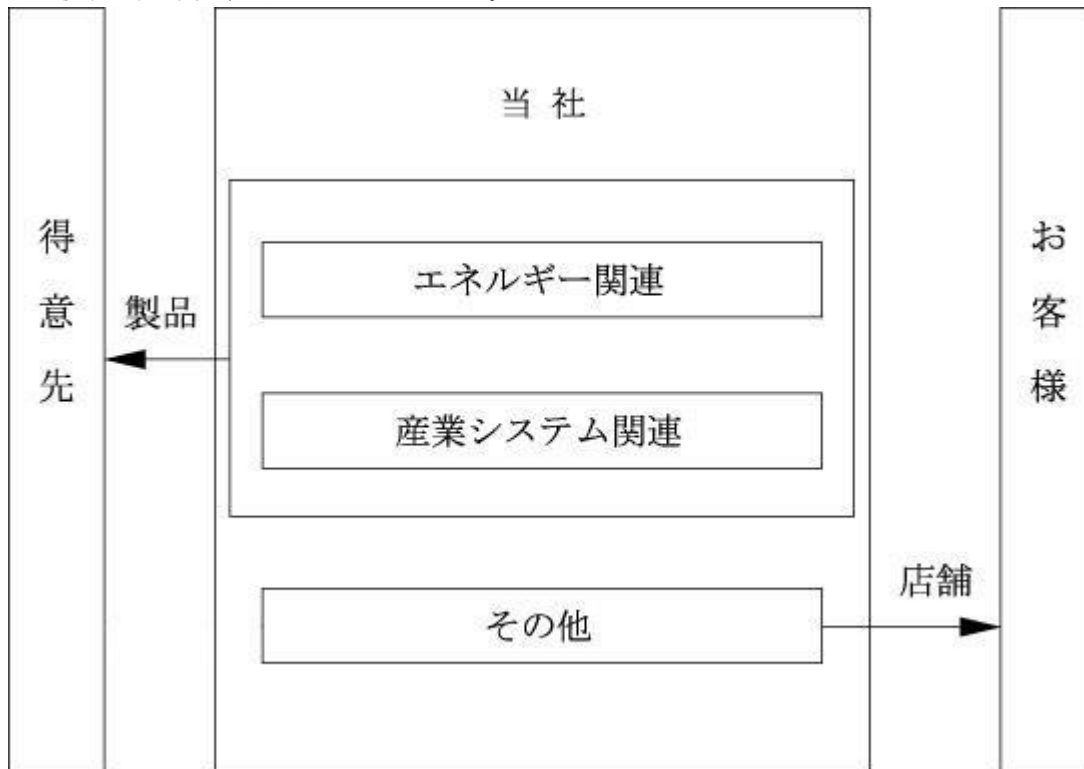 当 社
得意先
製品
エネルギー関連
産業システム関連
その他
店舗
お客様